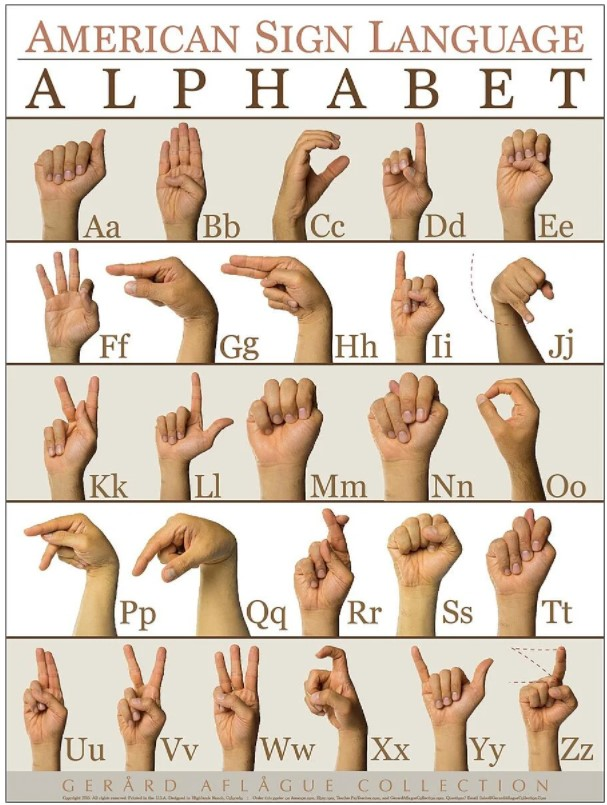 AMERICAN SIGN LANGUAGE
ALPHABET
Aa Bb Cc Dd Ee
Ff Gg Hh Ii Jj
Kk Ll Mm Nn Oo
Pp Qq Rr Ss Tt
Uu Vv Ww Xx Yy Zz
GERÅRD AFLÅGUE COLLECTION